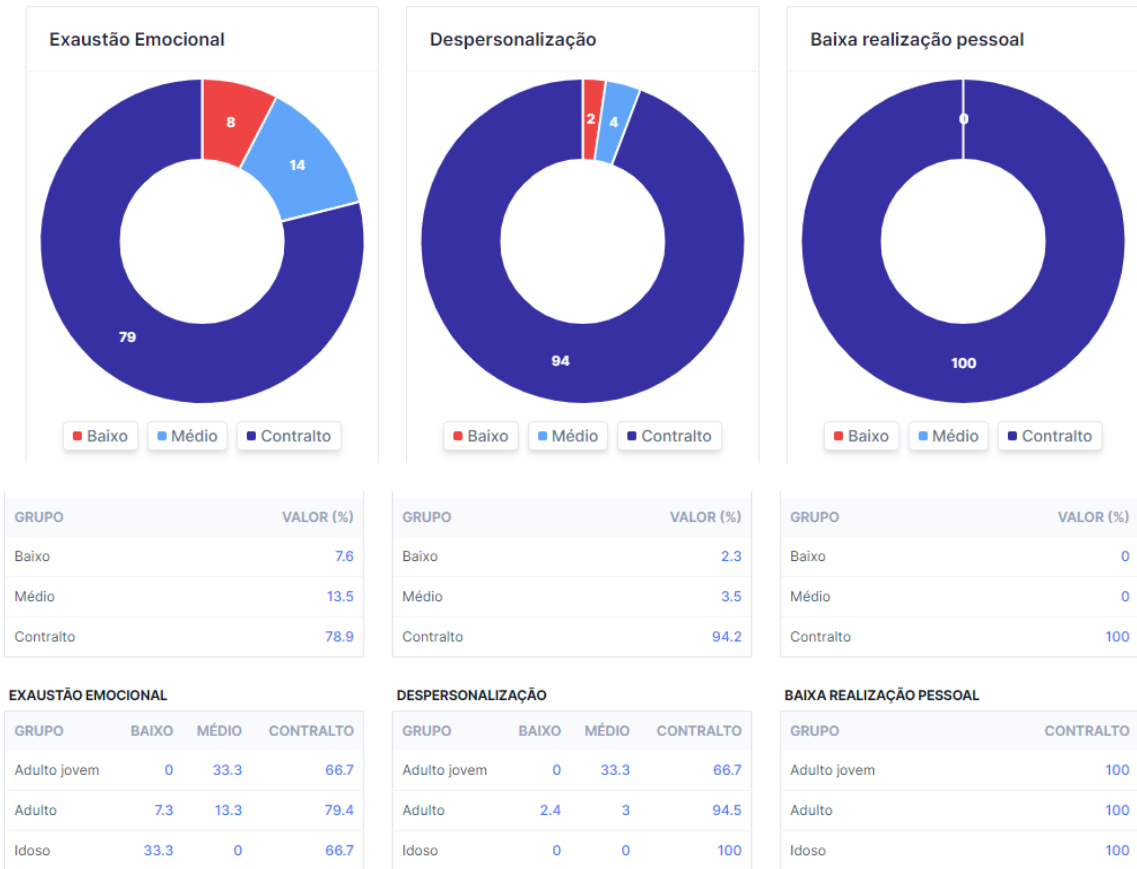 Exaustão Emocional
8
14
79
Baixo Médio Contralto
Despersonalização
2
4
94
Baixo Médio Contralto
Baixa realização pessoal
0
100
Baixo Médio Contralto
GRUPO VALOR (%)
Baixo 7.6
Médio 13.5
Contralto 78.9
GRUPO VALOR (%)
Baixo 2.3
Médio 3.5
Contralto 94.2
GRUPO VALOR (%)
Baixo 0
Médio 0
Contralto 100
EXAUSTÃO EMOCIONAL
GRUPO BAIXO MÉDIO CONTRALTO
Adulto jovem 0 33.3 66.7
Adulto 7.3 13.3 79.4
Idoso 33.3 0 66.7
DESPERSONALIZAÇÃO
GRUPO BAIXO MÉDIO CONTRALTO
Adulto jovem 0 33.3 66.7
Adulto 2.4 3 94.5
Idoso 0 0 100
BAIXA REALIZAÇÃO PESSOAL
GRUPO CONTRALTO
Adulto jovem 100
Adulto 100
Idoso 100